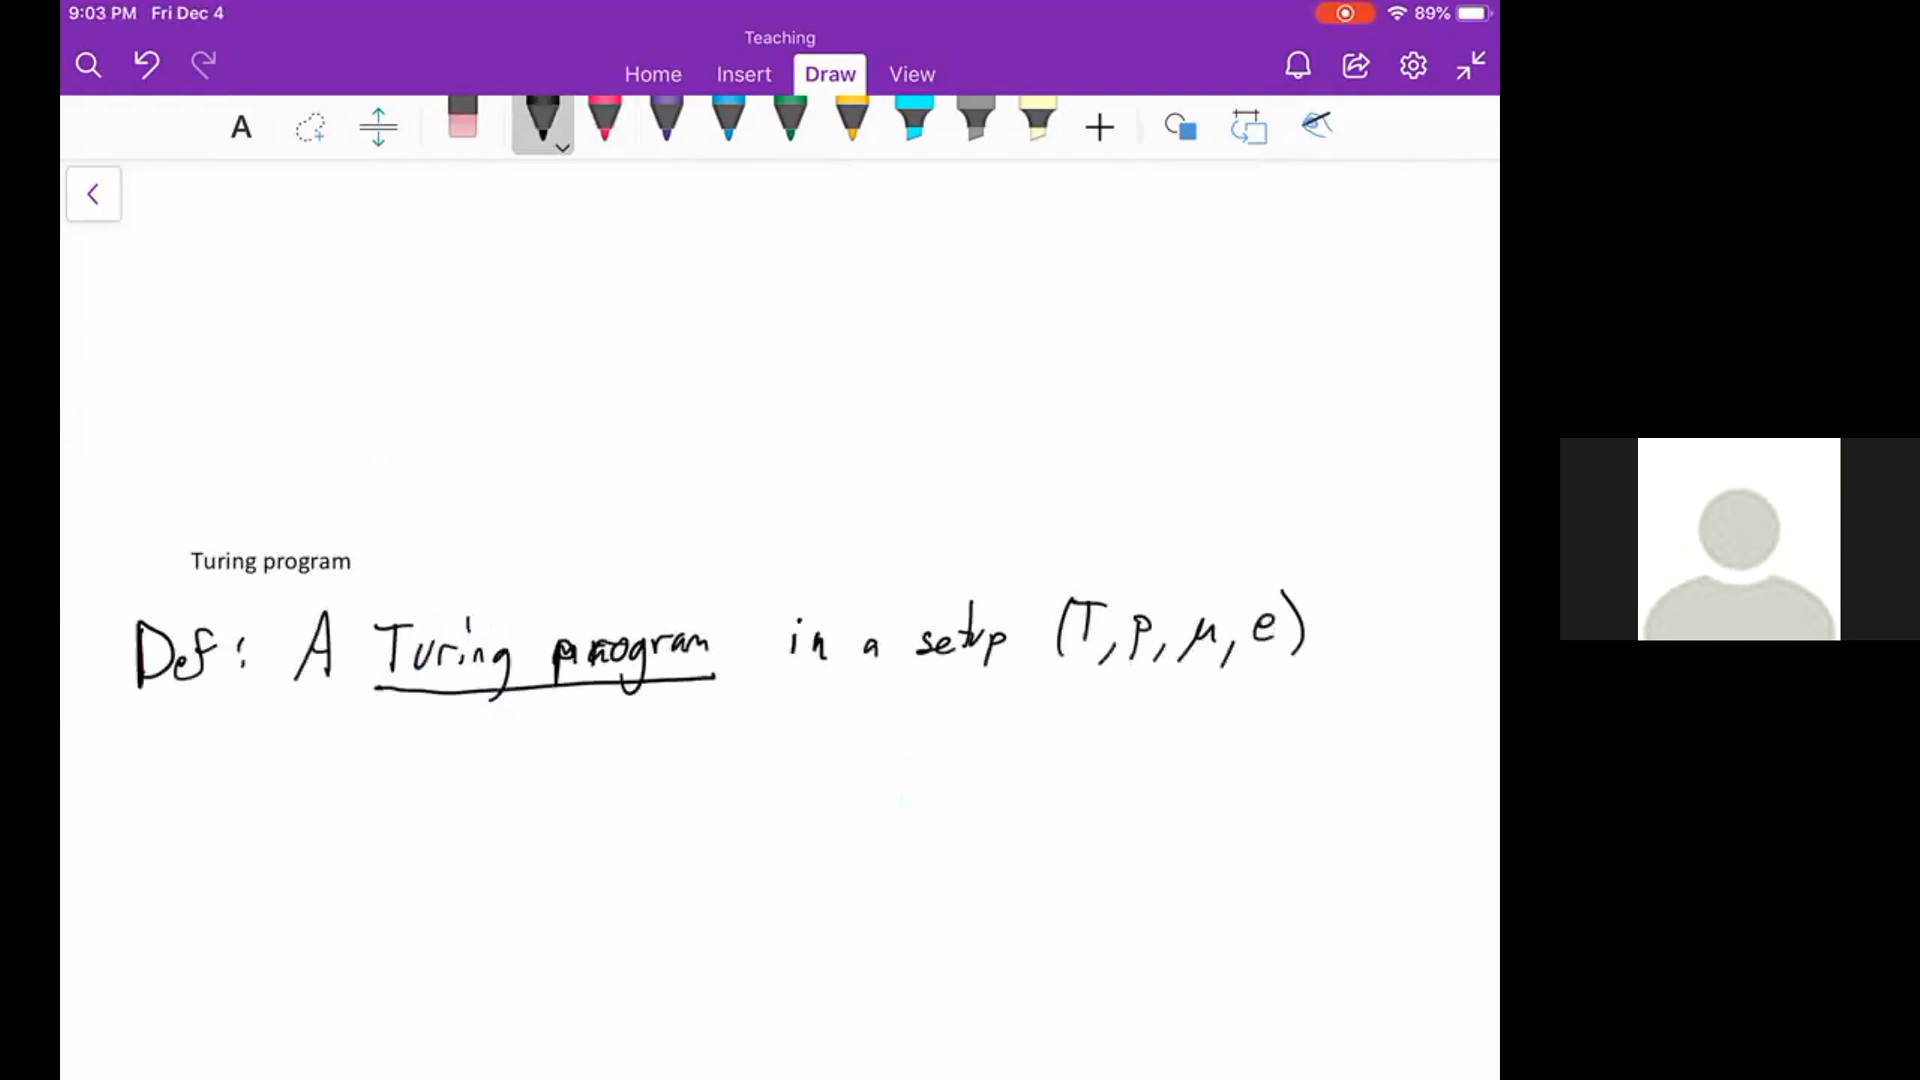 9:03 PM Fri Dec 4
89%
Teaching
Home Insert Draw View
A
Turing program
Def: A Turing program in a setup (T, p, μ, e)